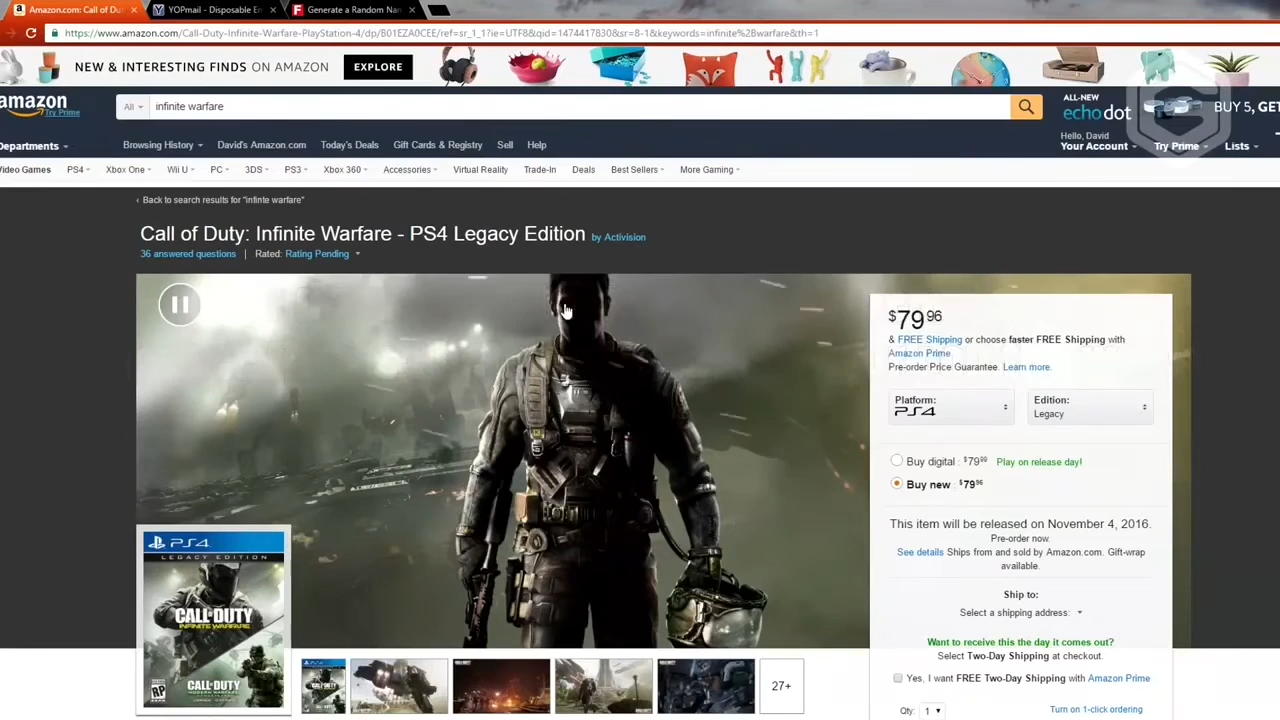 Amazon.com: Call of Du
YOPmail - Disposable En
Generate a Random Nan
https://www.amazon.com/Call-Duty-Infinite-Warfare-PlayStation-4/dp/B01EZA0CEE/ref=sr_1_1?ie=UTF8&qid=1474417830&sr=8-1&keywords=infinite%2Bwarfare&th=1
NEW & INTERESTING FINDS ON AMAZON
EXPLORE
amazon
Try Prime
All
infinite warfare
ALL-NEW
echo dot
BUY 5, GET
Departments
Browsing History
David's Amazon.com
Today's Deals
Gift Cards & Registry
Sell
Help
Hello, David
Your Account
Try Prime
Lists
Video Games
PS4
Xbox One
Wii U
PC
3DS
PS3
Xbox 360
Accessories
Virtual Reality
Trade-In
Deals
Best Sellers
More Gaming
‹ Back to search results for "infinte warfare"
Call of Duty: Infinite Warfare - PS4 Legacy Edition by Activision
36 answered questions | Rated: Rating Pending
$79 96
& FREE Shipping or choose faster FREE Shipping with
Amazon Prime
Pre-order Price Guarantee. Learn more.
Platform:
PS4
Edition:
Legacy
Buy digital : $79 99 Play on release day!
Buy new : $79 96
This item will be released on November 4, 2016.
Pre-order now.
See details Ships from and sold by Amazon.com. Gift-wrap
available.
Ship to:
Select a shipping address:
Want to receive this the day it comes out?
Select Two-Day Shipping at checkout.
Yes, I want FREE Two-Day Shipping with Amazon Prime
Qty: 1
Turn on 1-click ordering
PS4
LEGACY EDITION
CALL OF DUTY
INFINITE WARFARE
CALL OF DUTY
MODERN WARFARE
RP
27+